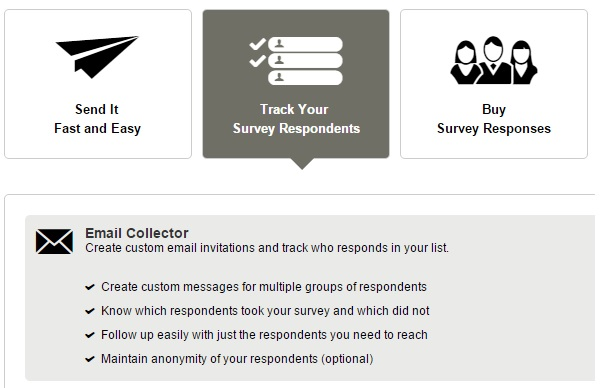 Send It
Fast and Easy
Track Your
Survey Respondents
Buy
Survey Responses
Email Collector
Create custom email invitations and track who responds in your list.
Create custom messages for multiple groups of respondents
Know which respondents took your survey and which did not
Follow up easily with just the respondents you need to reach
Maintain anonymity of your respondents (optional)